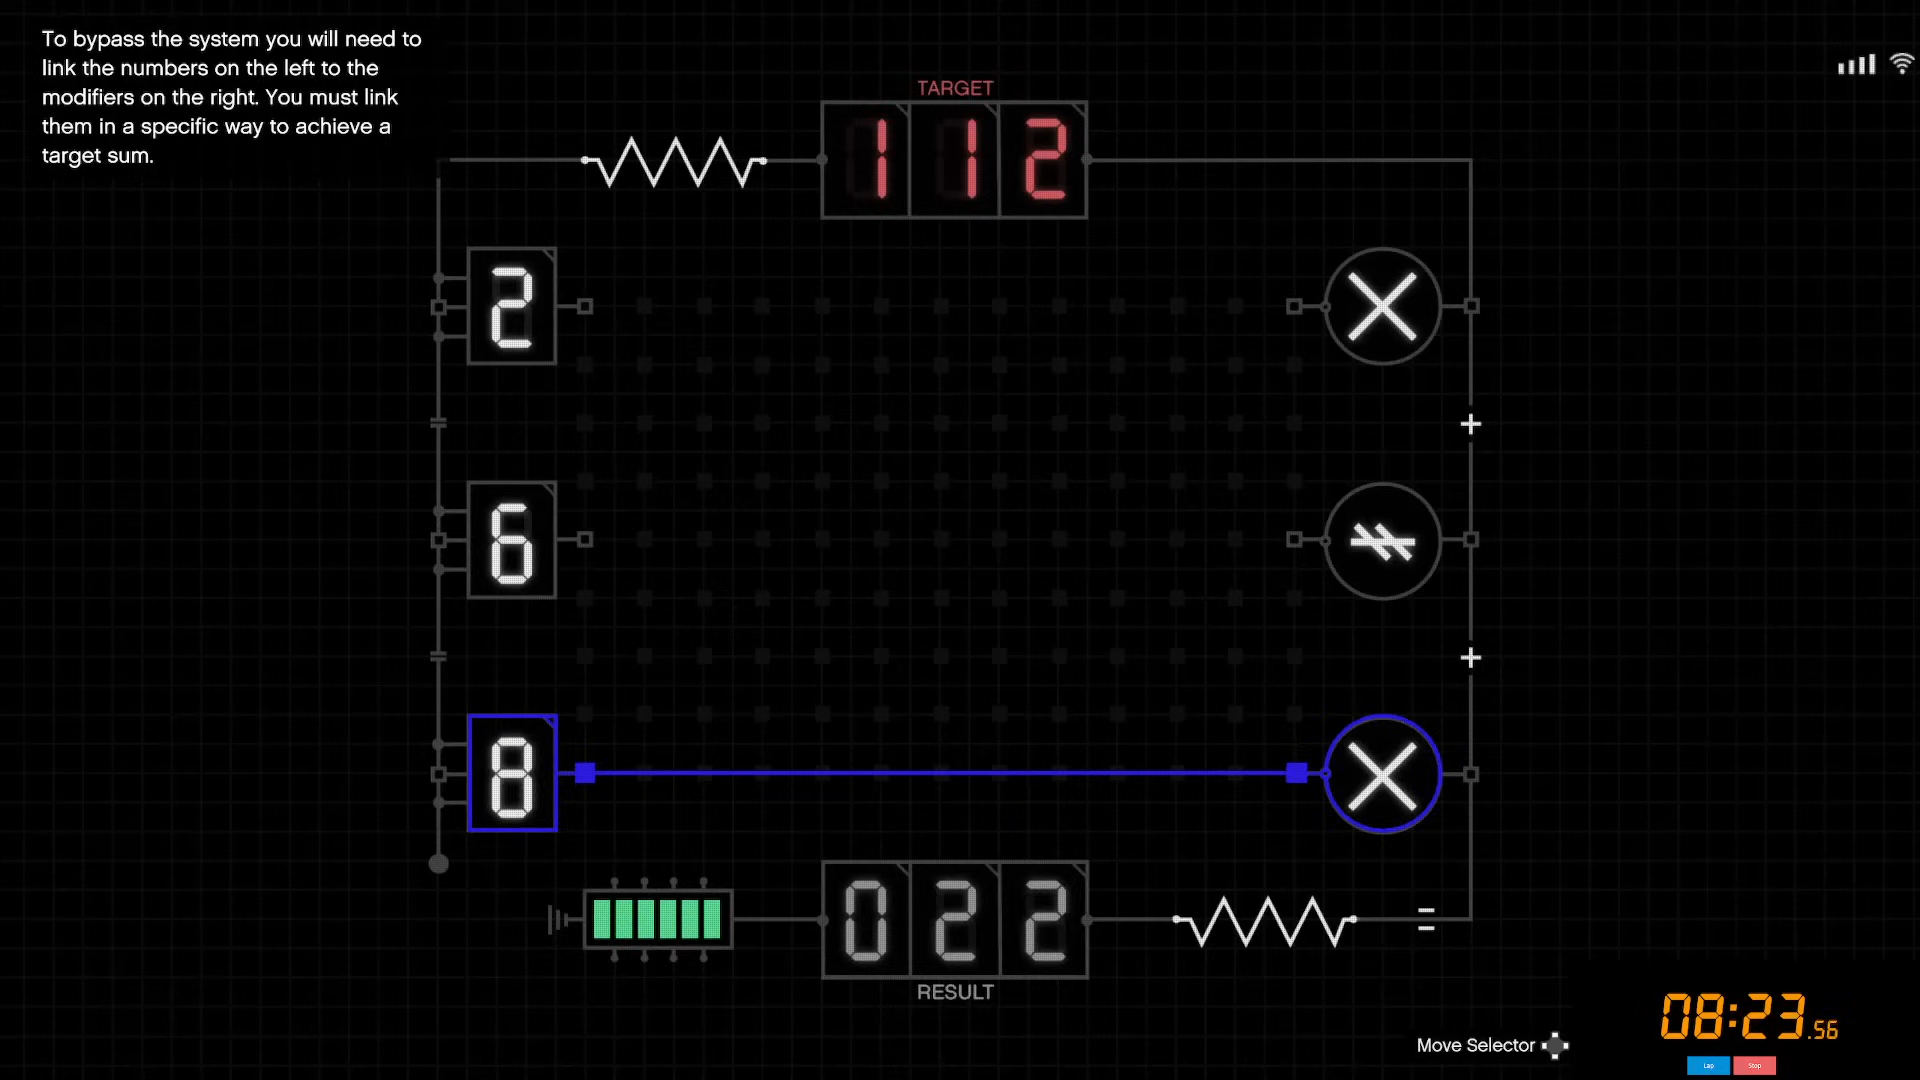 To bypass the system you will need to
link the numbers on the left to the
modifiers on the right. You must link
them in a specific way to achieve a
target sum.
TARGET
112
2
6
8
+
+
022
=
RESULT
08:23.56
Move Selector
Lap Stop